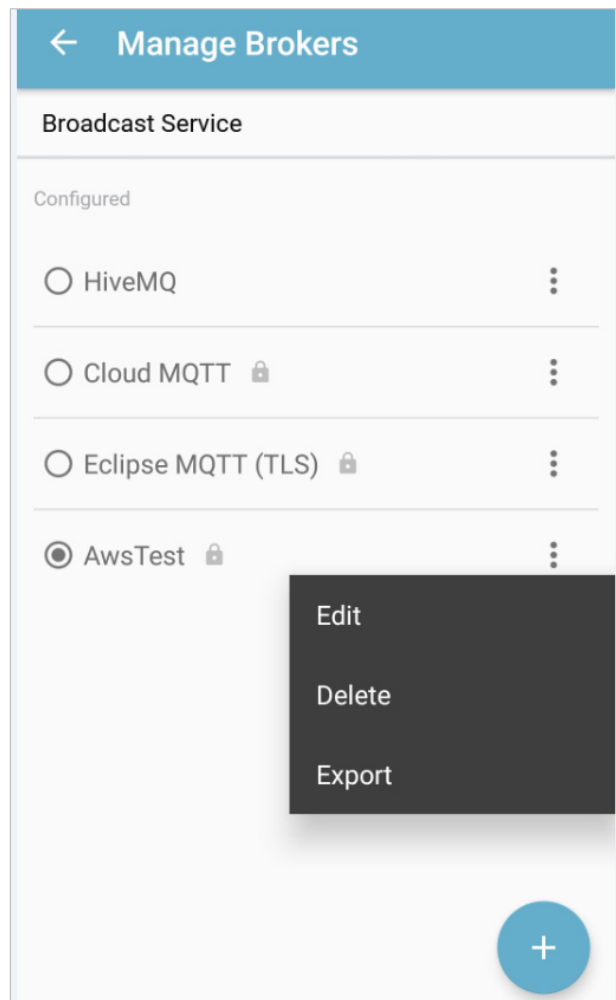 Manage Brokers
Broadcast Service
Configured
HiveMQ
Cloud MQTT
Eclipse MQTT (TLS)
AwsTest
Edit
Delete
Export